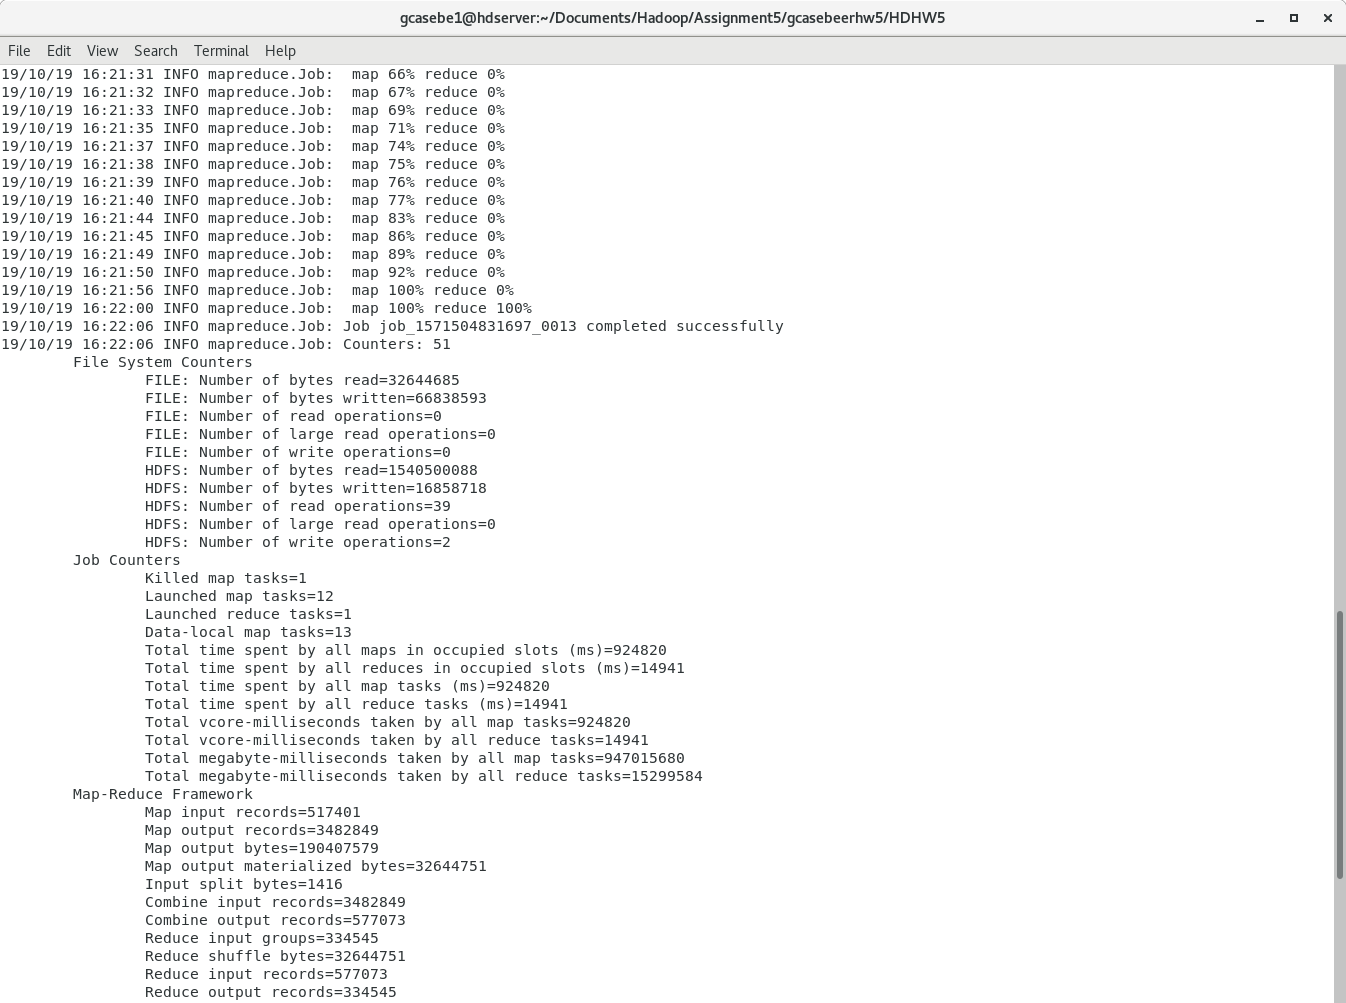 gcasebe1@hdserver:~/Documents/Hadoop/Assignment5/gcasebeerhw5/HDHW5
File Edit View Search Terminal Help
19/10/19 16:21:31 INFO mapreduce.Job:  map 66% reduce 0%
19/10/19 16:21:32 INFO mapreduce.Job:  map 67% reduce 0%
19/10/19 16:21:33 INFO mapreduce.Job:  map 69% reduce 0%
19/10/19 16:21:35 INFO mapreduce.Job:  map 71% reduce 0%
19/10/19 16:21:37 INFO mapreduce.Job:  map 74% reduce 0%
19/10/19 16:21:38 INFO mapreduce.Job:  map 75% reduce 0%
19/10/19 16:21:39 INFO mapreduce.Job:  map 76% reduce 0%
19/10/19 16:21:40 INFO mapreduce.Job:  map 77% reduce 0%
19/10/19 16:21:44 INFO mapreduce.Job:  map 83% reduce 0%
19/10/19 16:21:45 INFO mapreduce.Job:  map 86% reduce 0%
19/10/19 16:21:49 INFO mapreduce.Job:  map 89% reduce 0%
19/10/19 16:21:50 INFO mapreduce.Job:  map 92% reduce 0%
19/10/19 16:21:56 INFO mapreduce.Job:  map 100% reduce 0%
19/10/19 16:22:00 INFO mapreduce.Job:  map 100% reduce 100%
19/10/19 16:22:06 INFO mapreduce.Job: Job job_1571504831697_0013 completed successfully
19/10/19 16:22:06 INFO mapreduce.Job: Counters: 51
File System Counters
FILE: Number of bytes read=32644685
FILE: Number of bytes written=66838593
FILE: Number of read operations=0
FILE: Number of large read operations=0
FILE: Number of write operations=0
HDFS: Number of bytes read=1540500088
HDFS: Number of bytes written=16858718
HDFS: Number of read operations=39
HDFS: Number of large read operations=0
HDFS: Number of write operations=2
Job Counters
Killed map tasks=1
Launched map tasks=12
Launched reduce tasks=1
Data-local map tasks=13
Total time spent by all maps in occupied slots (ms)=924820
Total time spent by all reduces in occupied slots (ms)=14941
Total time spent by all map tasks (ms)=924820
Total time spent by all reduce tasks (ms)=14941
Total vcore-milliseconds taken by all map tasks=924820
Total vcore-milliseconds taken by all reduce tasks=14941
Total megabyte-milliseconds taken by all map tasks=947015680
Total megabyte-milliseconds taken by all reduce tasks=15299584
Map-Reduce Framework
Map input records=517401
Map output records=3482849
Map output bytes=190407579
Map output materialized bytes=32644751
Input split bytes=1416
Combine input records=3482849
Combine output records=577073
Reduce input groups=334545
Reduce shuffle bytes=32644751
Reduce input records=577073
Reduce output records=334545